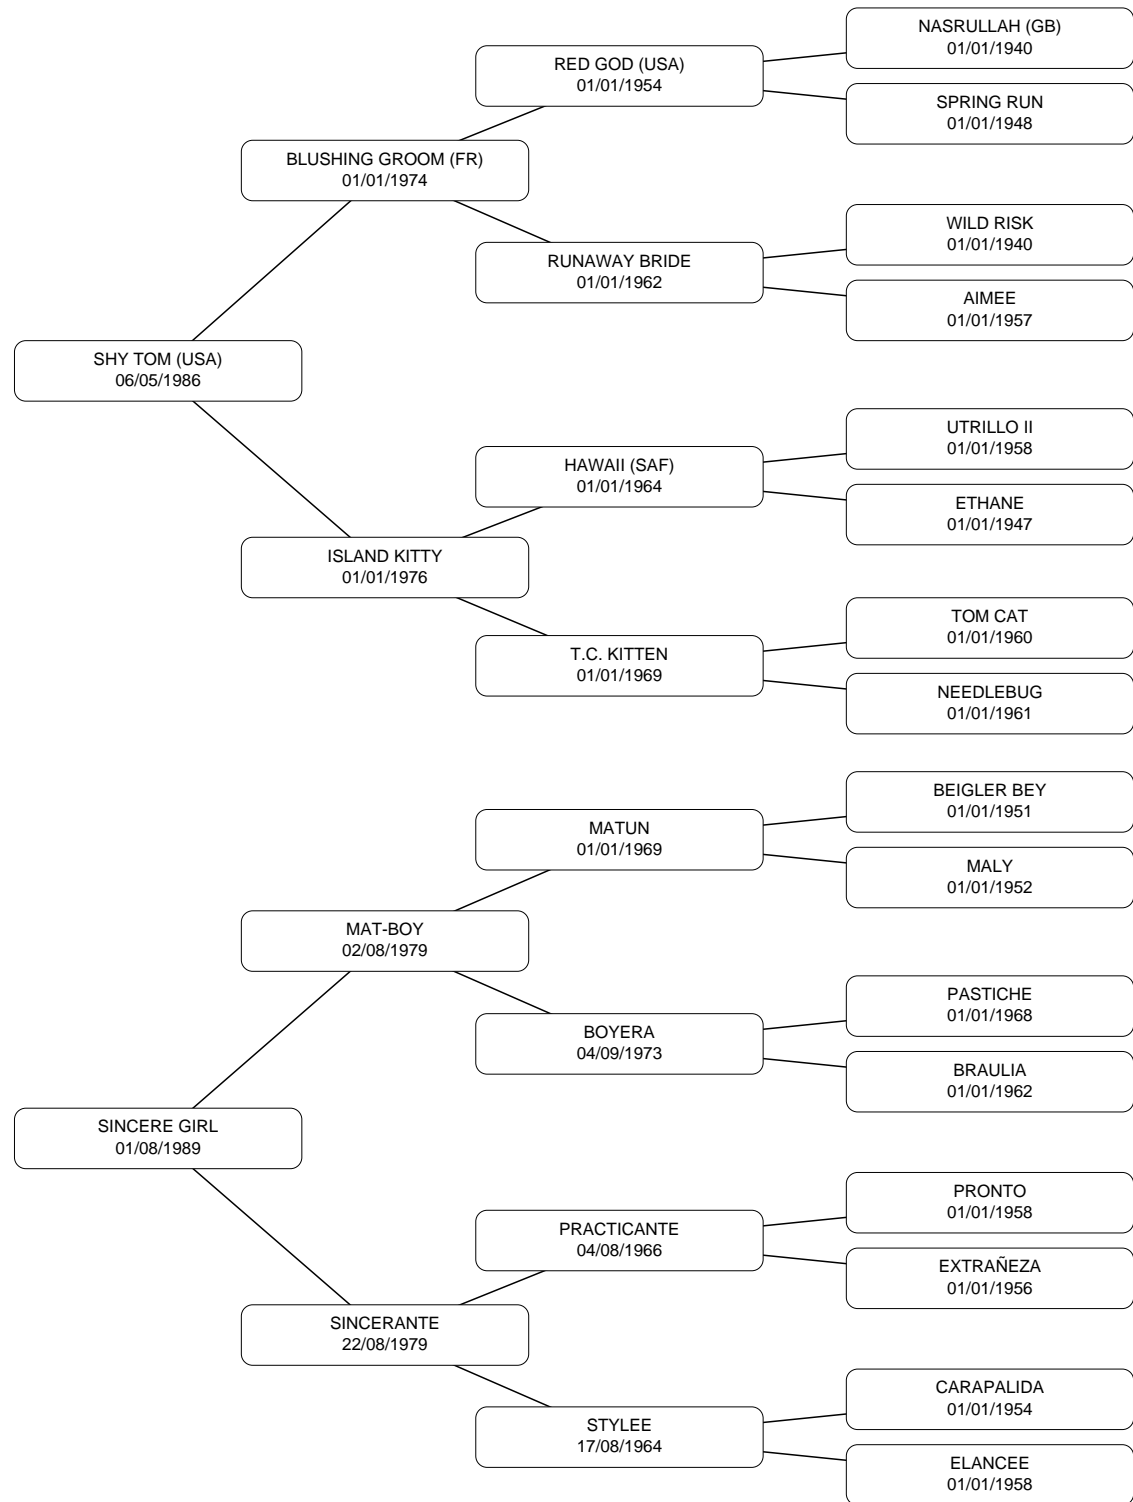 NASRULLAH (GB)
01/01/1940
RED GOD (USA)
01/01/1954
SPRING RUN
01/01/1948
BLUSHING GROOM (FR)
01/01/1974
WILD RISK
01/01/1940
RUNAWAY BRIDE
01/01/1962
AIMEE
01/01/1957
SHY TOM (USA)
06/05/1986
UTRILLO II
01/01/1958
HAWAII (SAF)
01/01/1964
ETHANE
01/01/1947
ISLAND KITTY
01/01/1976
TOM CAT
01/01/1960
T.C. KITTEN
01/01/1969
NEEDLEBUG
01/01/1961
BEIGLER BEY
01/01/1951
MATUN
01/01/1969
MALY
01/01/1952
MAT-BOY
02/08/1979
PASTICHE
01/01/1968
BOYERA
04/09/1973
BRAULIA
01/01/1962
SINCERE GIRL
01/08/1989
PRONTO
01/01/1958
PRACTICANTE
04/08/1966
EXTRAÑEZA
01/01/1956
SINCERANTE
22/08/1979
CARAPALIDA
01/01/1954
STYLEE
17/08/1964
ELANCEE
01/01/1958